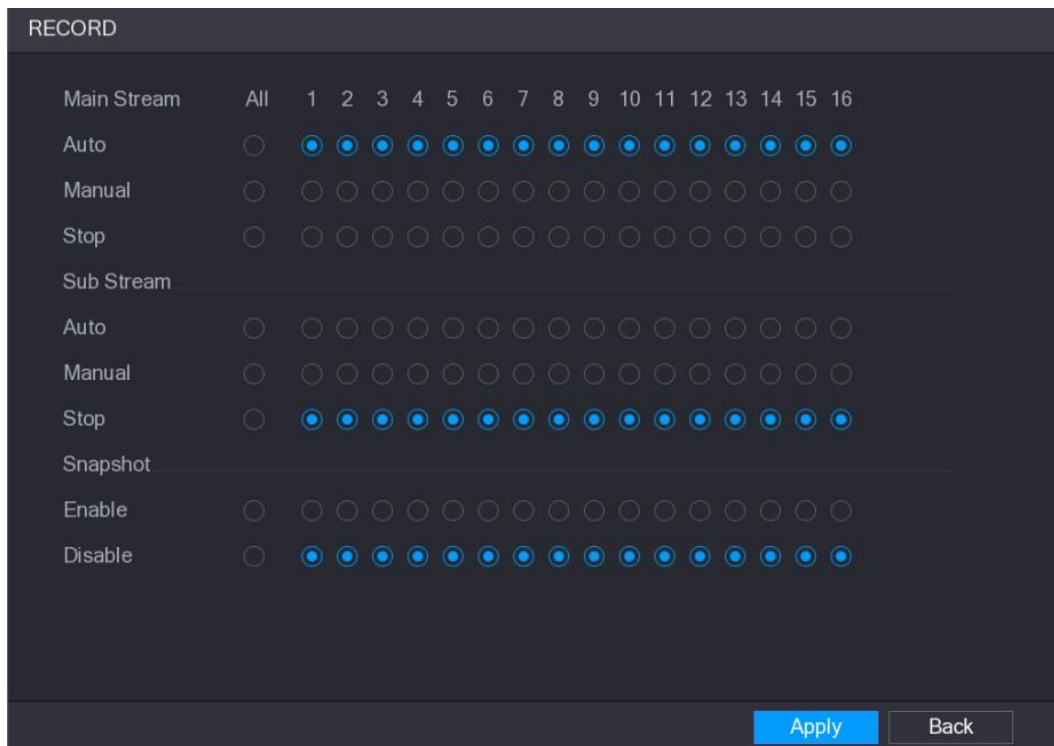 RECORD
Main Stream All 1 2 3 4 5 6 7 8 9 10 11 12 13 14 15 16
Auto
Manual
Stop
Sub Stream
Auto
Manual
Stop
Snapshot
Enable
Disable
Apply Back